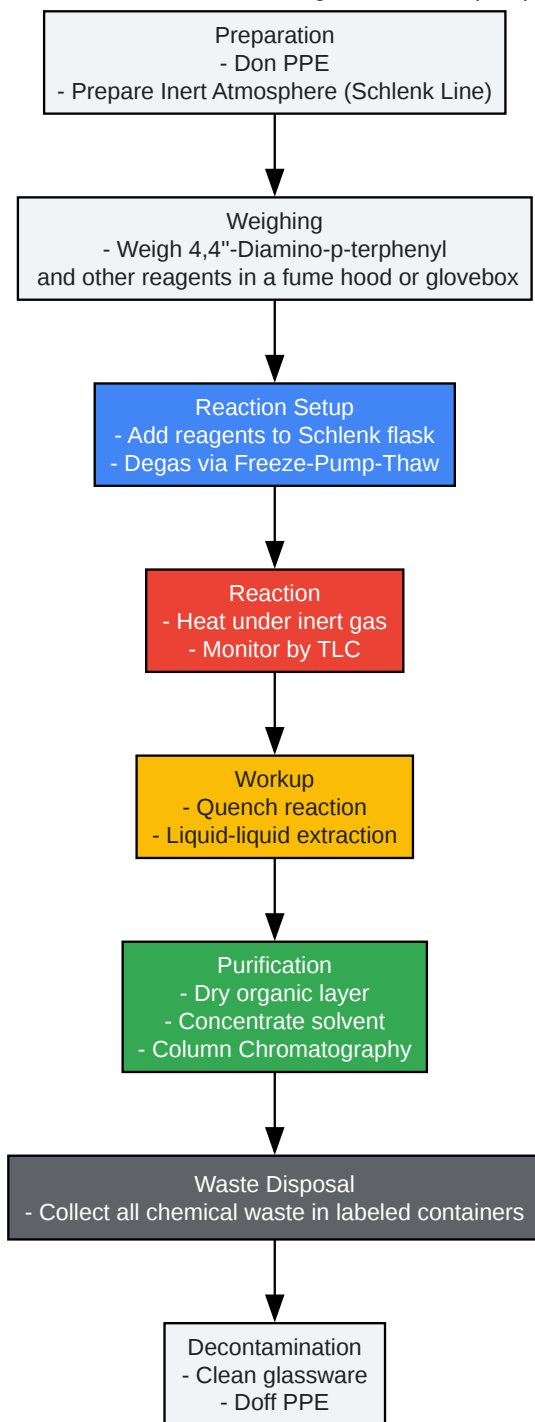 Preparation
- Don PPE
- Prepare Inert Atmosphere (Schlenk Line)
Weighing
- Weigh 4,4''-Diamino-p-terphenyl
and other reagents in a fume hood or glovebox
Reaction Setup
- Add reagents to Schlenk flask
- Degas via Freeze-Pump-Thaw
Reaction
- Heat under inert gas
- Monitor by TLC
Workup
- Quench reaction
- Liquid-liquid extraction
Purification
- Dry organic layer
- Concentrate solvent
- Column Chromatography
Waste Disposal
- Collect all chemical waste in labeled containers
Decontamination
- Clean glassware
- Doff PPE